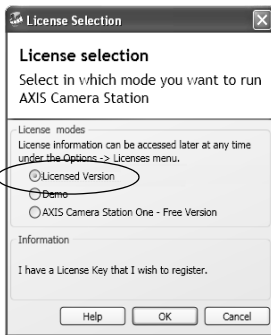 License Selection
License selection
Select in which mode you want to run
AXIS Camera Station
License modes
License information can be accessed later at any time
under the Options -> Licenses menu.
Licensed Version
Demo
AXIS Camera Station One - Free Version
Information
I have a License Key that I wish to register.
Help
OK
Cancel